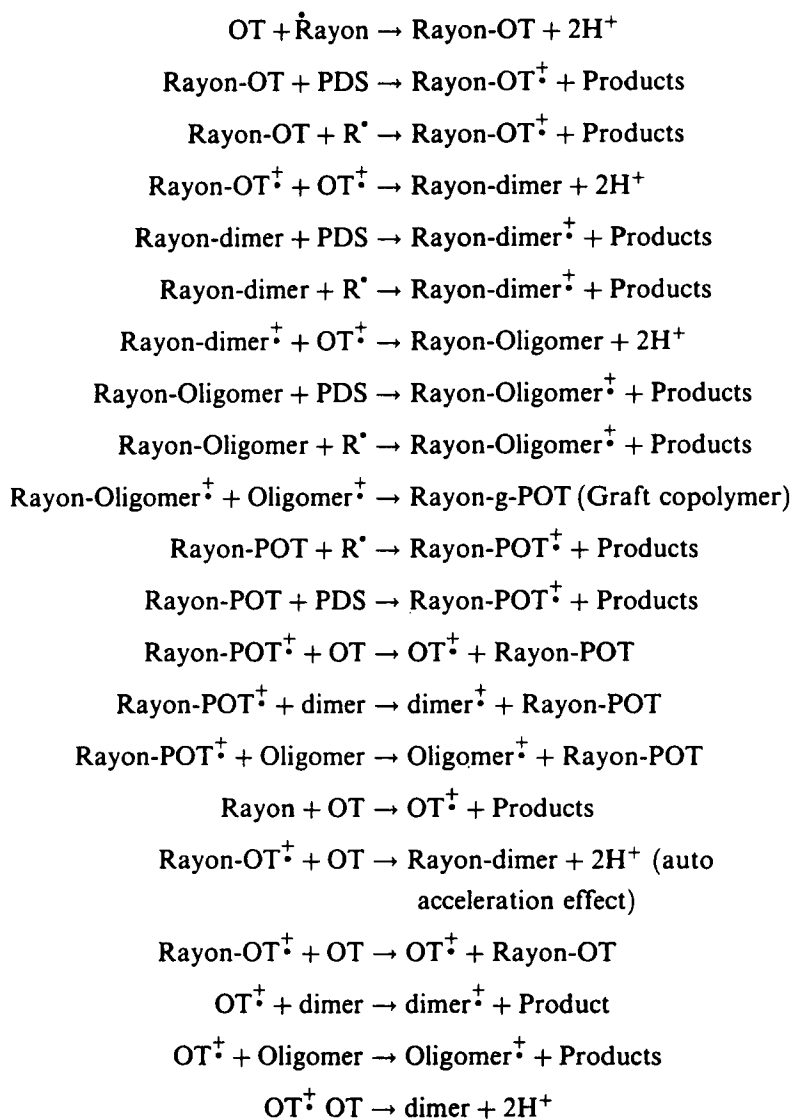 OT + Ṙayon → Rayon-OT + 2H⁺
Rayon-OT + PDS → Rayon-OT⁺• + Products
Rayon-OT + R• → Rayon-OT⁺• + Products
Rayon-OT⁺• + OT⁺• → Rayon-dimer + 2H⁺
Rayon-dimer + PDS → Rayon-dimer⁺• + Products
Rayon-dimer + R• → Rayon-dimer⁺• + Products
Rayon-dimer⁺• + OT⁺• → Rayon-Oligomer + 2H⁺
Rayon-Oligomer + PDS → Rayon-Oligomer⁺• + Products
Rayon-Oligomer + R• → Rayon-Oligomer⁺• + Products
Rayon-Oligomer⁺• + Oligomer⁺• → Rayon-g-POT (Graft copolymer)
Rayon-POT + R• → Rayon-POT⁺• + Products
Rayon-POT + PDS → Rayon-POT⁺• + Products
Rayon-POT⁺• + OT → OT⁺• + Rayon-POT
Rayon-POT⁺• + dimer → dimer⁺• + Rayon-POT
Rayon-POT⁺• + Oligomer → Oligomer⁺• + Rayon-POT
Rayon + OT → OT⁺• + Products
Rayon-OT⁺• + OT → Rayon-dimer + 2H⁺ (auto
acceleration effect)
Rayon-OT⁺• + OT → OT⁺• + Rayon-OT
OT⁺• + dimer → dimer⁺• + Product
OT⁺• + Oligomer → Oligomer⁺• + Products
OT⁺• OT → dimer + 2H⁺